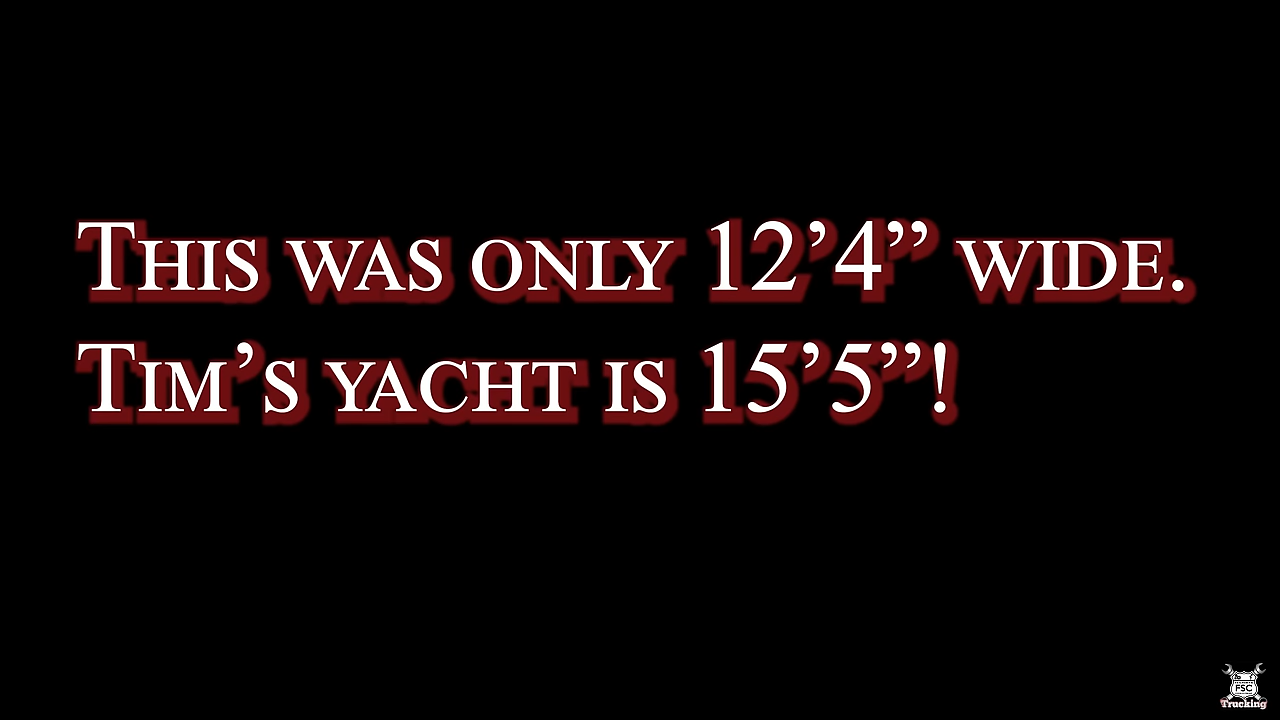 This was only 12’4” wide.
Tim’s yacht is 15’5”!
FSC
Trucking